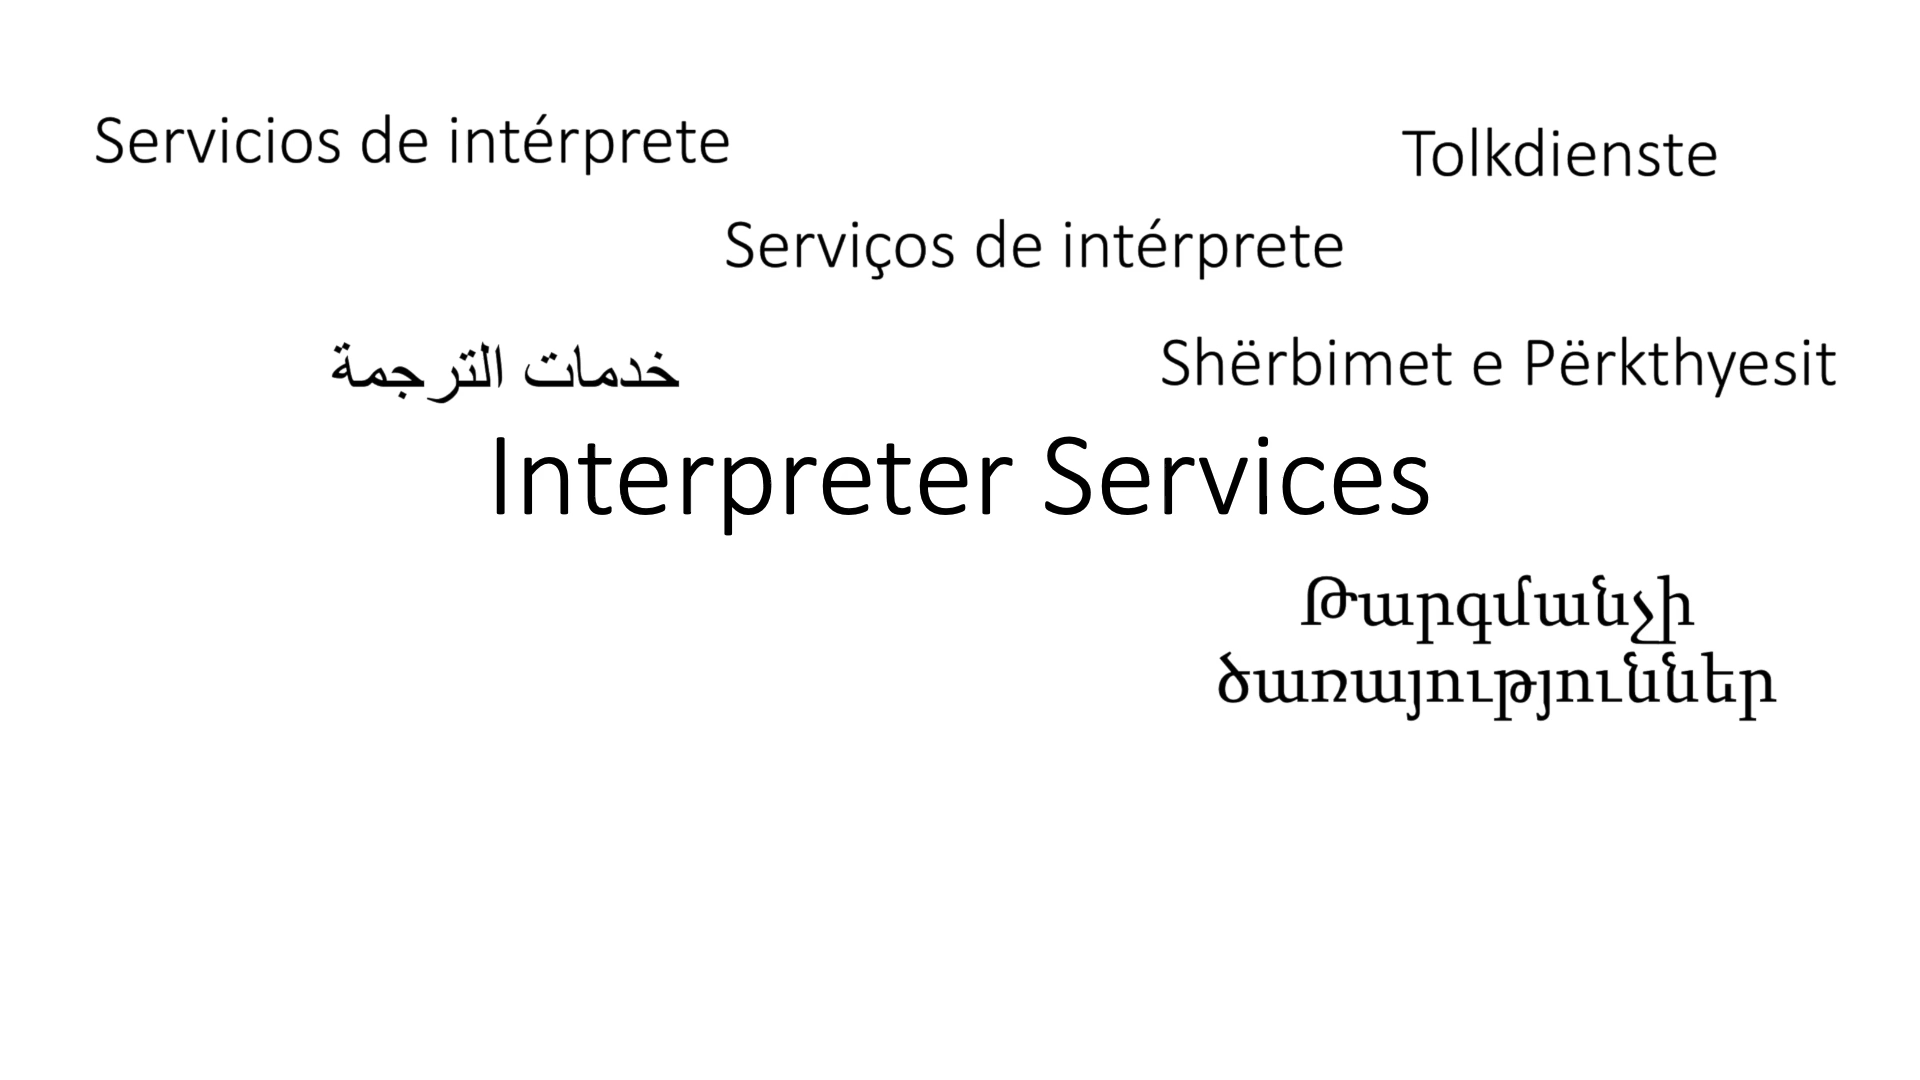 Servicios de intérprete
Tolkdienste
Serviços de intérprete
خدمات الترجمة
Shërbimet e Përkthyesit
Interpreter Services
Թարգմանչի
ծառայություններ